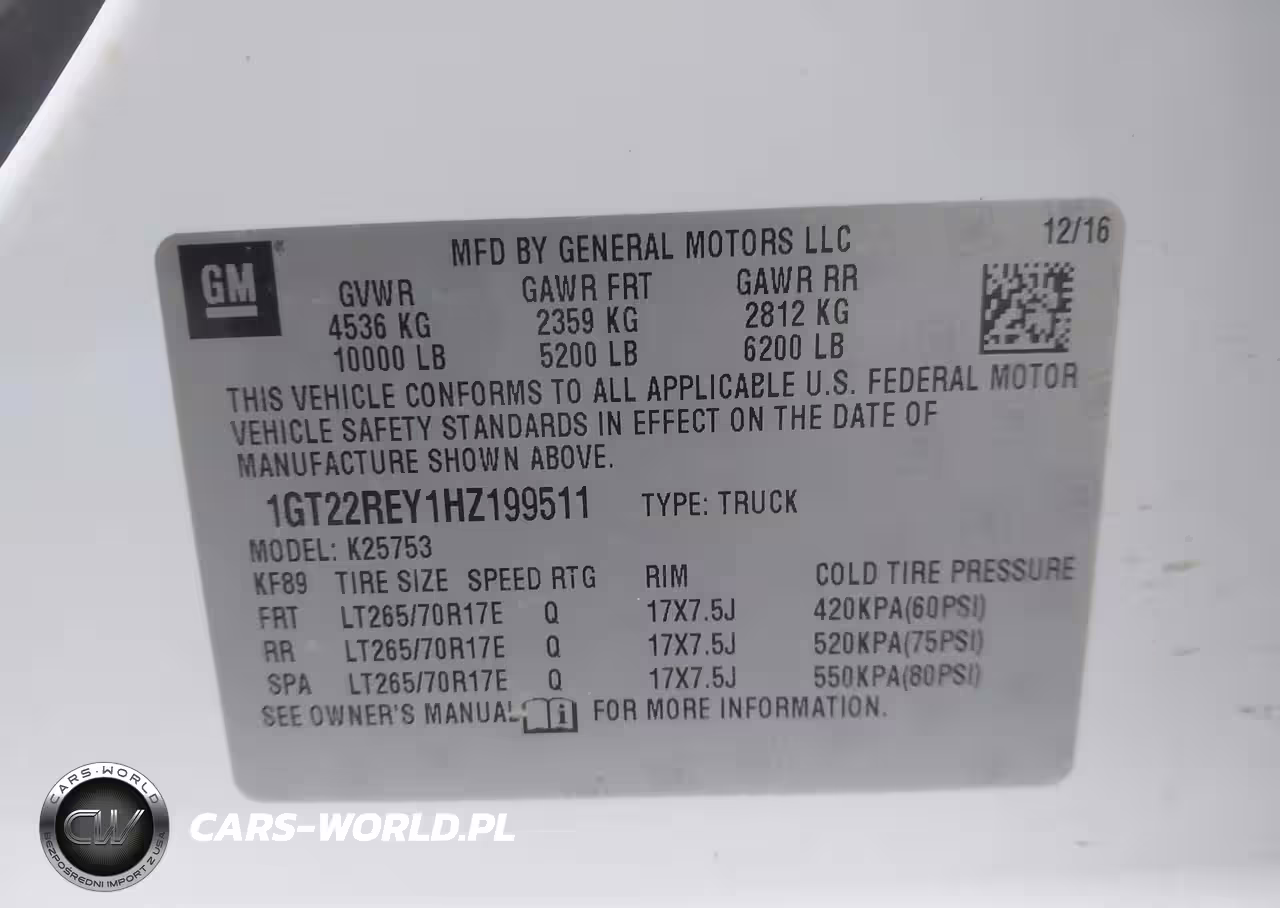 GM®
MFD BY GENERAL MOTORS LLC 12/16
GVWR GAWR FRT GAWR RR
4536 KG 2359 KG 2812 KG
10000 LB 5200 LB 6200 LB
THIS VEHICLE CONFORMS TO ALL APPLICABLE U.S. FEDERAL MOTOR
VEHICLE SAFETY STANDARDS IN EFFECT ON THE DATE OF
MANUFACTURE SHOWN ABOVE.
1GT22REY1HZ199511 TYPE: TRUCK
MODEL: K25753
KF89 TIRE SIZE SPEED RTG RIM COLD TIRE PRESSURE
FRT LT265/70R17E Q 17X7.5J 420KPA(60PSI)
RR LT265/70R17E Q 17X7.5J 520KPA(75PSI)
SPA LT265/70R17E Q 17X7.5J 550KPA(80PSI)
SEE OWNER'S MANUAL i FOR MORE INFORMATION.
CARS-WORLD
CW
BEZPOŚREDNI IMPORT Z USA
CARS-WORLD.PL